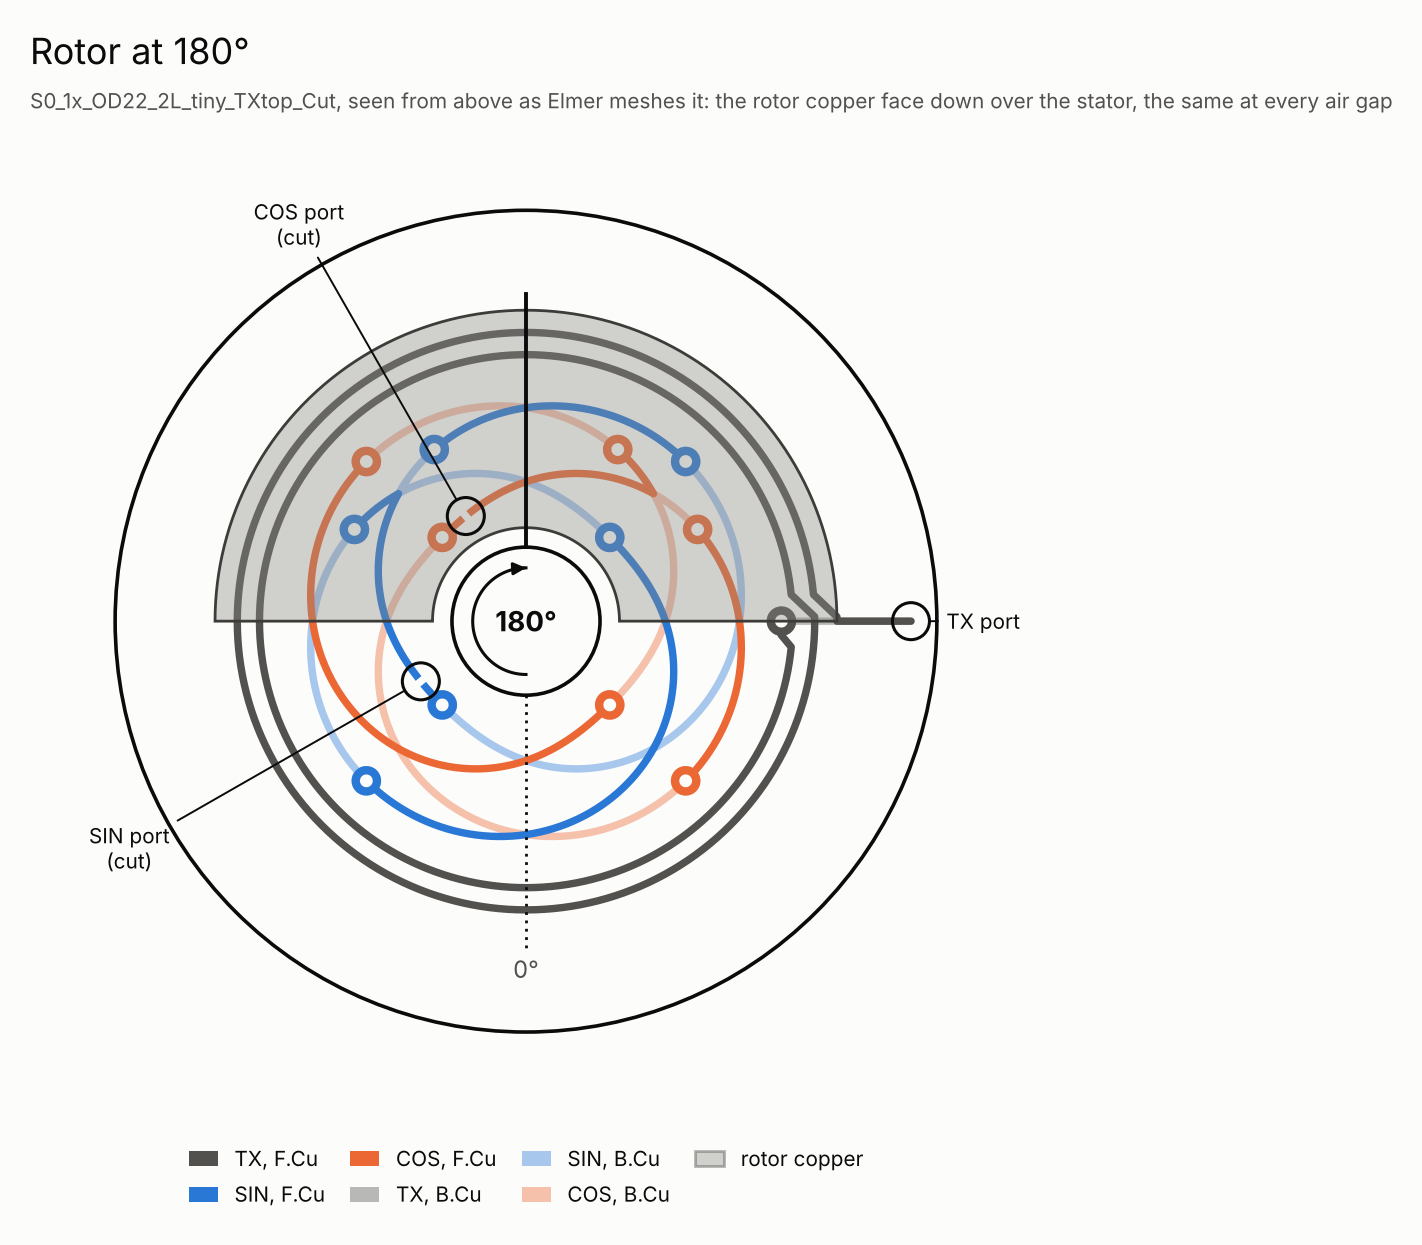 Rotor at 180°
S0_1x_OD22_2L_tiny_TXtop_Cut, seen from above as Elmer meshes it: the rotor copper face down over the stator, the same at every air gap
COS port
(cut)
180°
TX port
SIN port
(cut)
0°
TX, F.Cu
COS, F.Cu
SIN, B.Cu
rotor copper
SIN, F.Cu
TX, B.Cu
COS, B.Cu